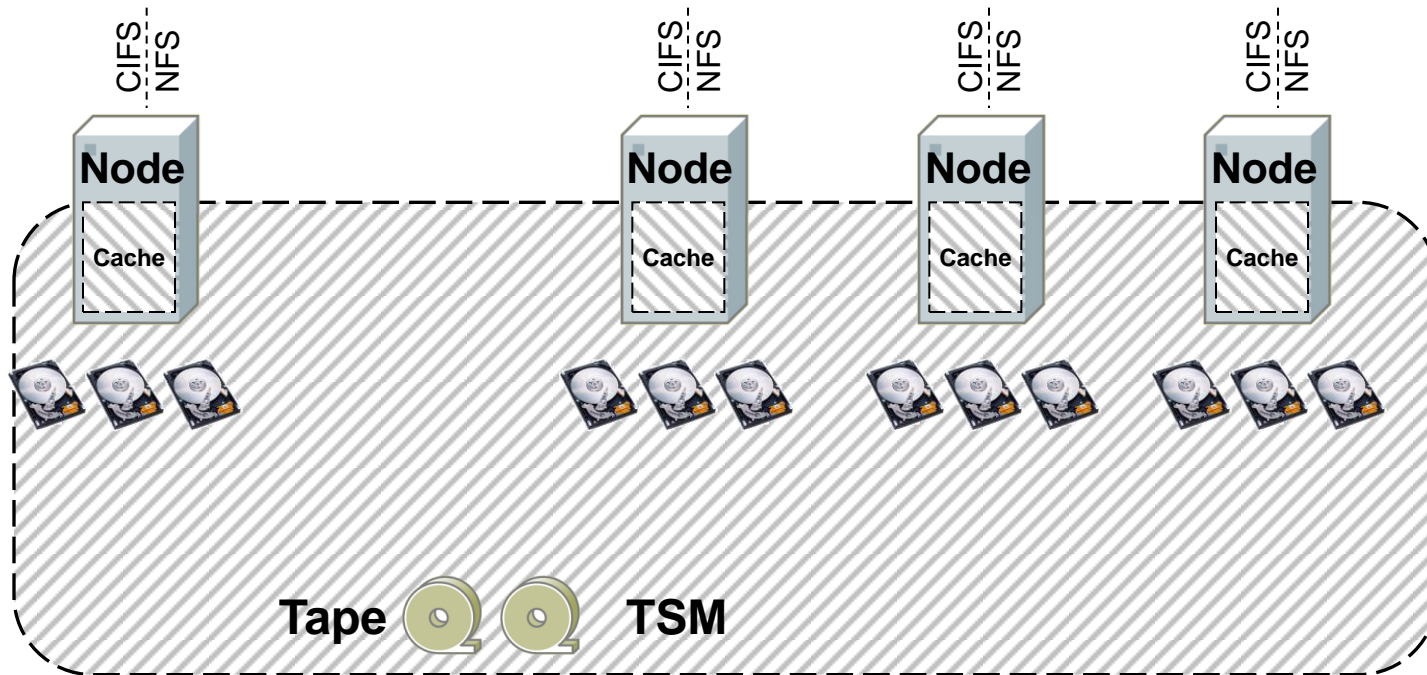 CIFS
NFS
CIFS
NFS
CIFS
NFS
CIFS
NFS
Node
Node
Node
Node
Cache
Cache
Cache
Cache
Tape TSM